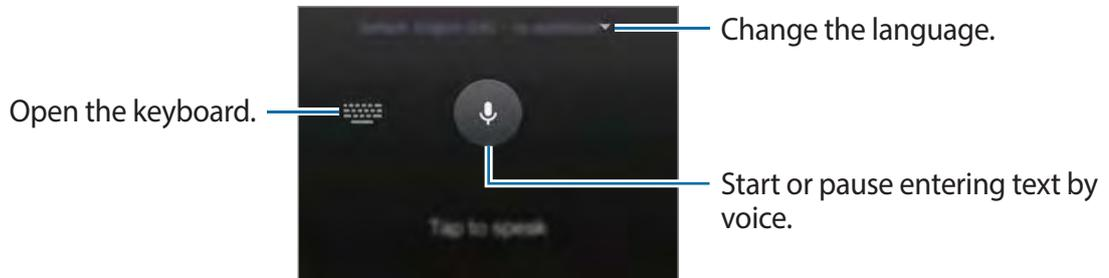 Change the language.
Open the keyboard.
Start or pause entering text by
voice.
Tap to speak